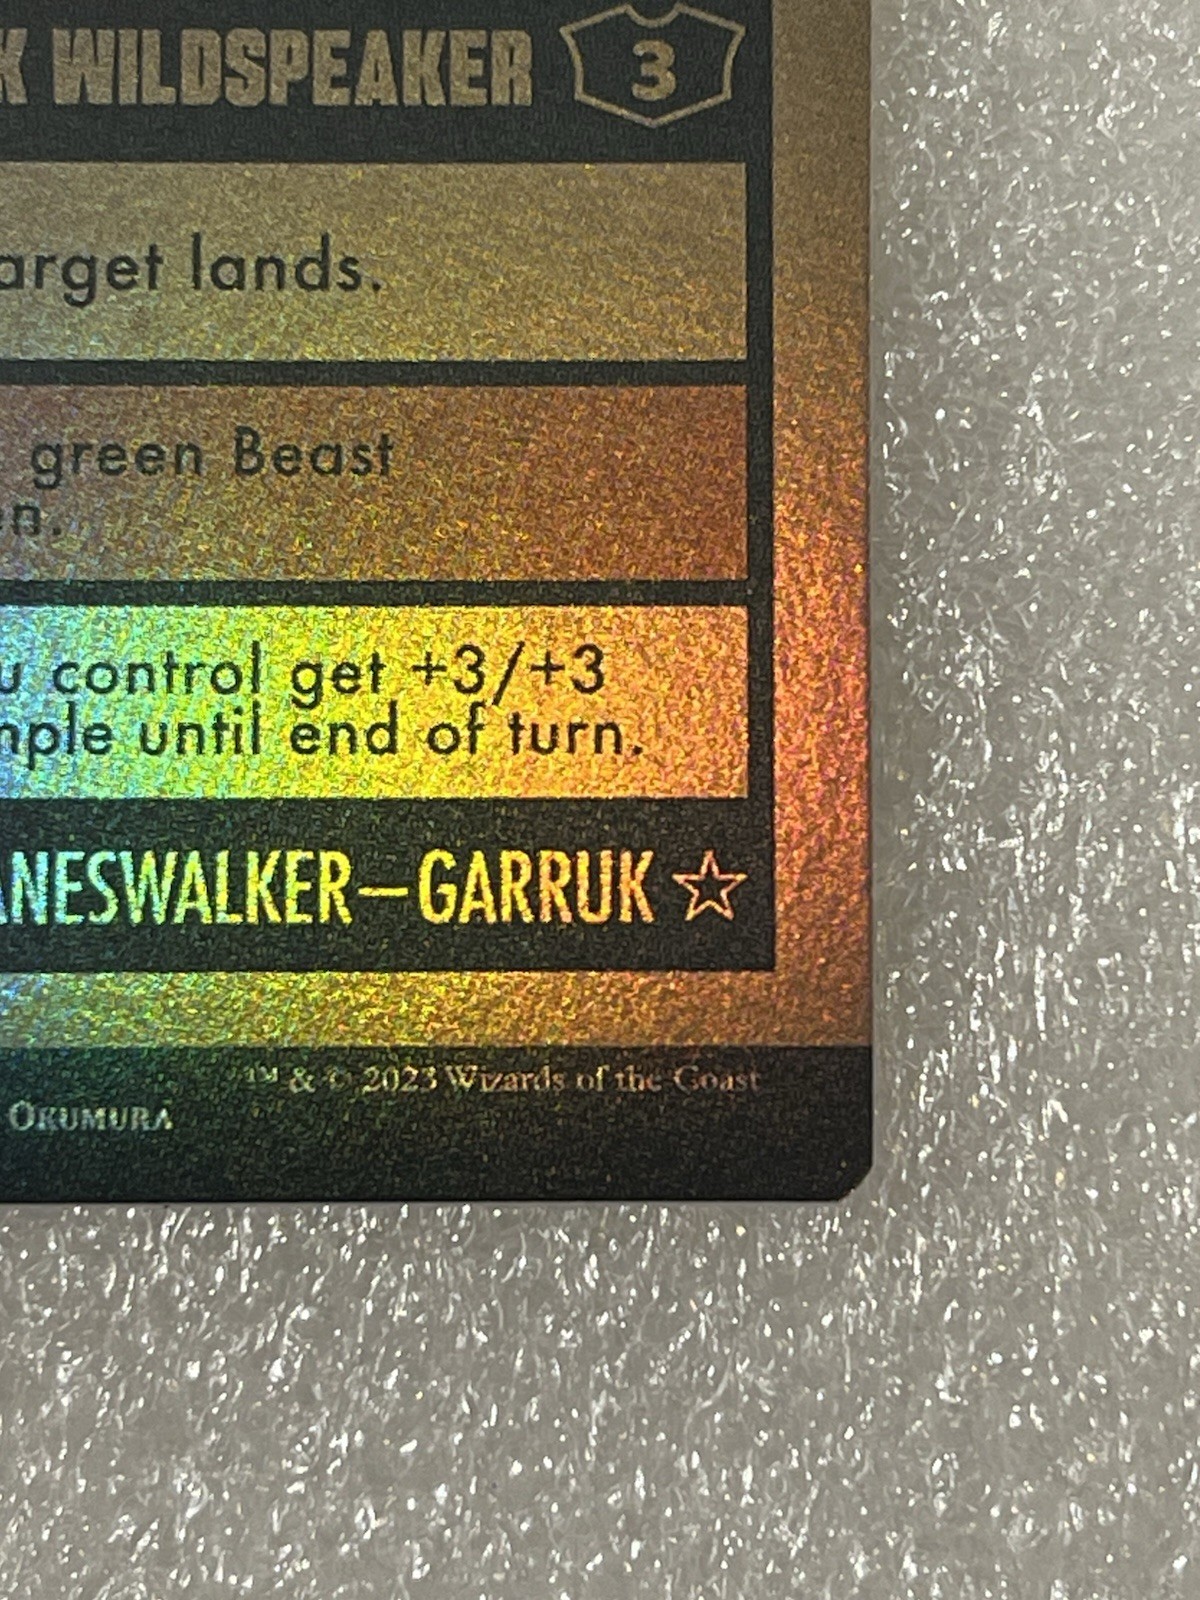 K WILDSPEAKER 3
arget lands.
green Beast
en.
u control get +3/+3
mple until end of turn.
ANESWALKER—GARRUK
™ & © 2023 Wizards of the Coast
OKUMURA